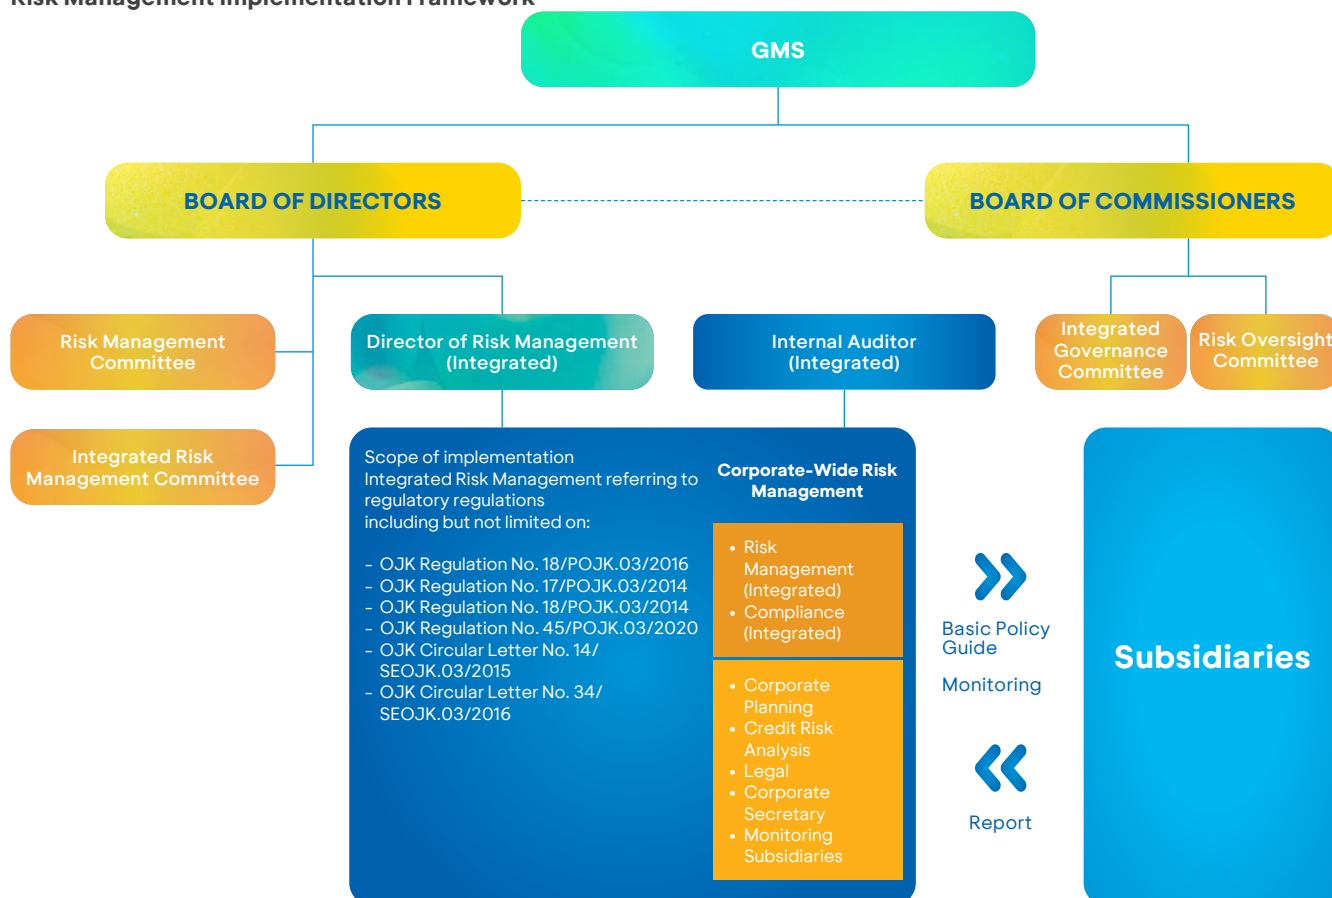 Risk Management Implementation Framework
GMS
BOARD OF DIRECTORS
BOARD OF COMMISSIONERS
Risk Management
Committee
Director of Risk Management
(Integrated)
Internal Auditor
(Integrated)
Integrated
Governance
Committee
Risk Oversight
Committee
Integrated Risk
Management Committee
Scope of implementation
Integrated Risk Management referring to
regulatory regulations
including but not limited on:
- OJK Regulation No. 18/POJK.03/2016
- OJK Regulation No. 17/POJK.03/2014
- OJK Regulation No. 18/POJK.03/2014
- OJK Regulation No. 45/POJK.03/2020
- OJK Circular Letter No. 14/
SEOJK.03/2015
- OJK Circular Letter No. 34/
SEOJK.03/2016
Corporate-Wide Risk
Management
• Risk
Management
(Integrated)
• Compliance
(Integrated)
• Corporate
Planning
• Credit Risk
Analysis
• Legal
• Corporate
Secretary
• Monitoring
Subsidiaries
Basic Policy
Guide
Monitoring
Report
Subsidiaries